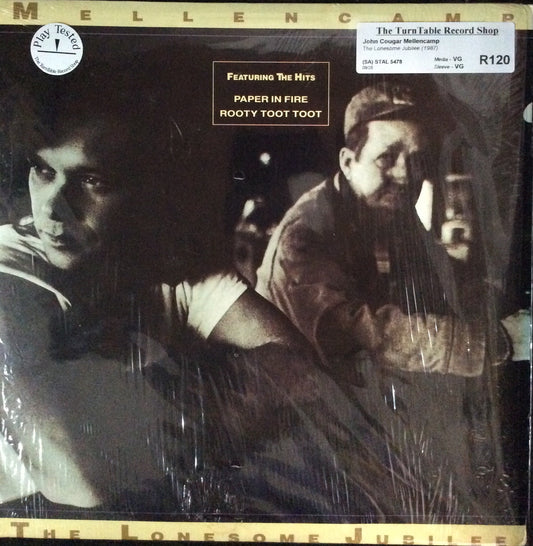 MELLENCAMP
Play Tested
The TurnTable Record Shop
The TurnTable Record Shop
John Cougar Mellencamp
The Lonesome Jubilee (1987)
(SA) STAL 5478
Media - VG
Sleeve - VG
R120
FEATURING THE HITS
PAPER IN FIRE
ROOTY TOOT TOOT
THE LONESOME JUBILEE